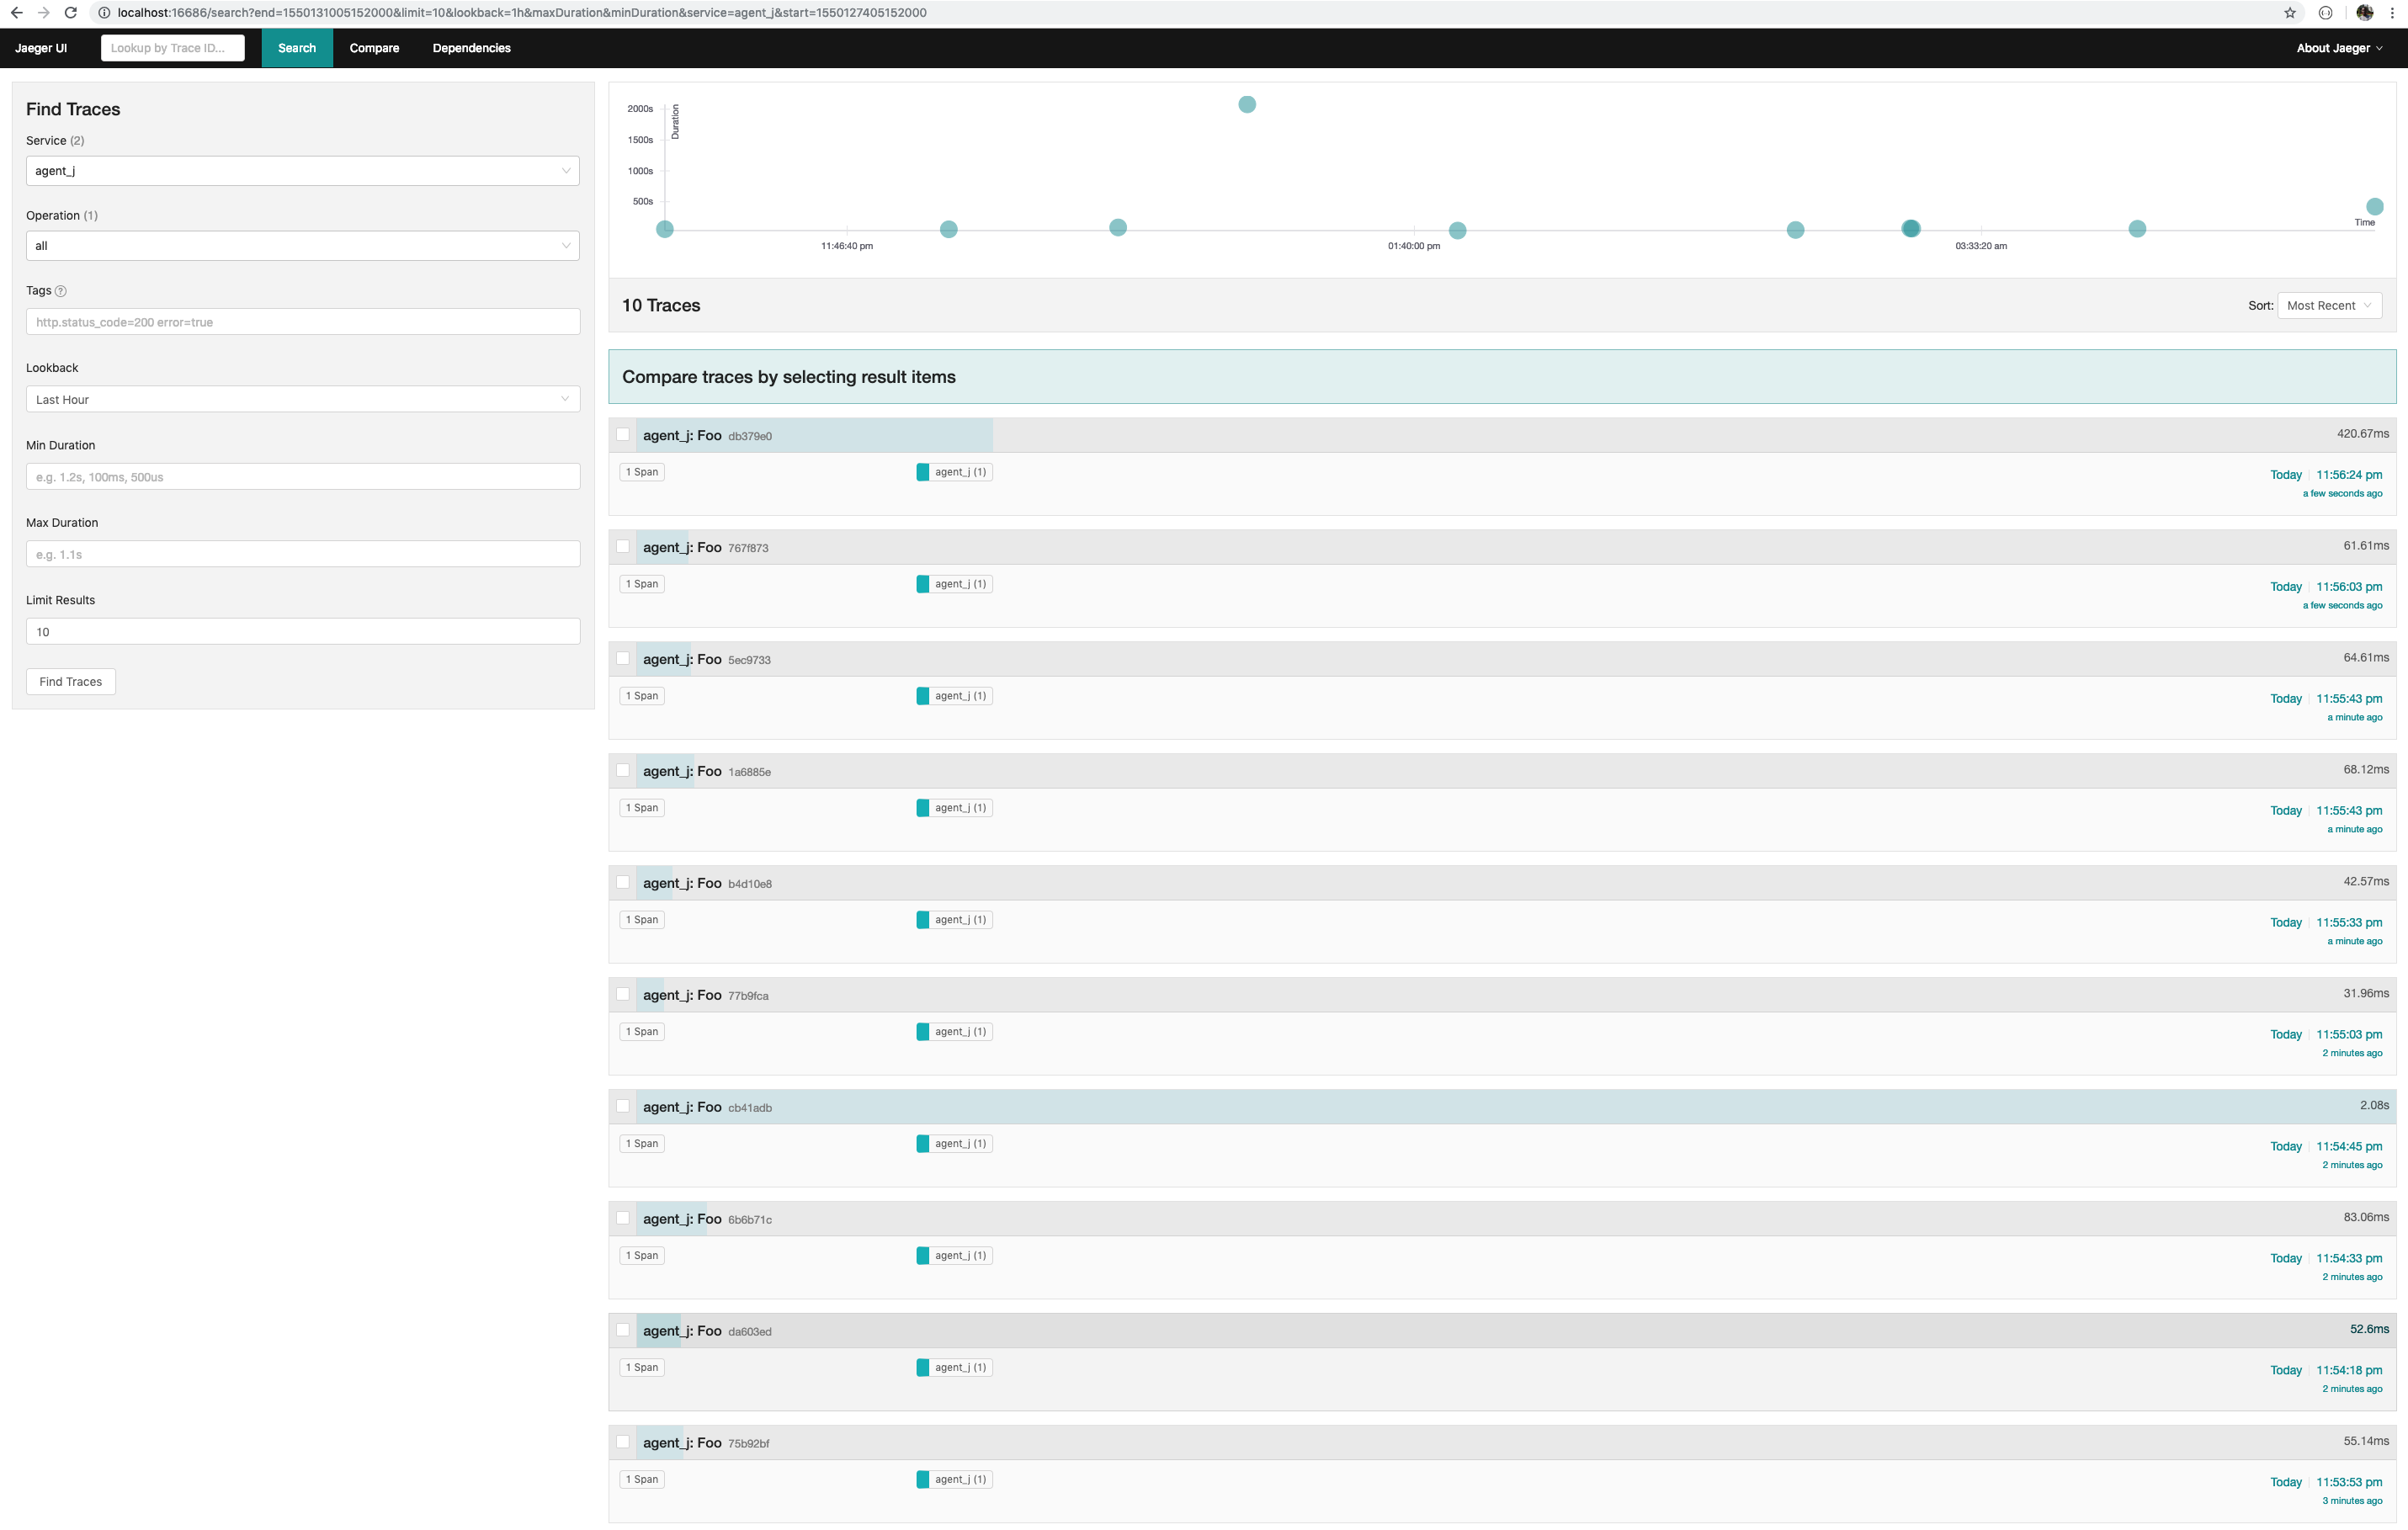 localhost:16686/search?end=1550131005152000&limit=10&lookback=1h&maxDuration&minDuration&service=agent_j&start=1550127405152000
Jaeger UI
Lookup by Trace ID...
Search
Compare
Dependencies
About Jaeger
Find Traces
Service (2)
agent_j
Operation (1)
all
Tags ?
http.status_code=200 error=true
Lookback
Last Hour
Min Duration
e.g. 1.2s, 100ms, 500us
Max Duration
e.g. 1.1s
Limit Results
10
Find Traces
2000s
1500s
1000s
500s
Duration
Time
11:46:40 pm
01:40:00 pm
03:33:20 am
10 Traces
Sort: Most Recent
Compare traces by selecting result items
agent_j: Foo db379e0 420.67ms
1 Span agent_j (1) Today 11:56:24 pm
a few seconds ago
agent_j: Foo 767f873 61.61ms
1 Span agent_j (1) Today 11:56:03 pm
a few seconds ago
agent_j: Foo 5ec9733 64.61ms
1 Span agent_j (1) Today 11:55:43 pm
a minute ago
agent_j: Foo 1a6885e 68.12ms
1 Span agent_j (1) Today 11:55:43 pm
a minute ago
agent_j: Foo b4d10e8 42.57ms
1 Span agent_j (1) Today 11:55:33 pm
a minute ago
agent_j: Foo 77b9fca 31.96ms
1 Span agent_j (1) Today 11:55:03 pm
2 minutes ago
agent_j: Foo cb41adb 2.08s
1 Span agent_j (1) Today 11:54:45 pm
2 minutes ago
agent_j: Foo 6b6b71c 83.06ms
1 Span agent_j (1) Today 11:54:33 pm
2 minutes ago
agent_j: Foo da603ed 52.6ms
1 Span agent_j (1) Today 11:54:18 pm
2 minutes ago
agent_j: Foo 75b92bf 55.14ms
1 Span agent_j (1) Today 11:53:53 pm
3 minutes ago